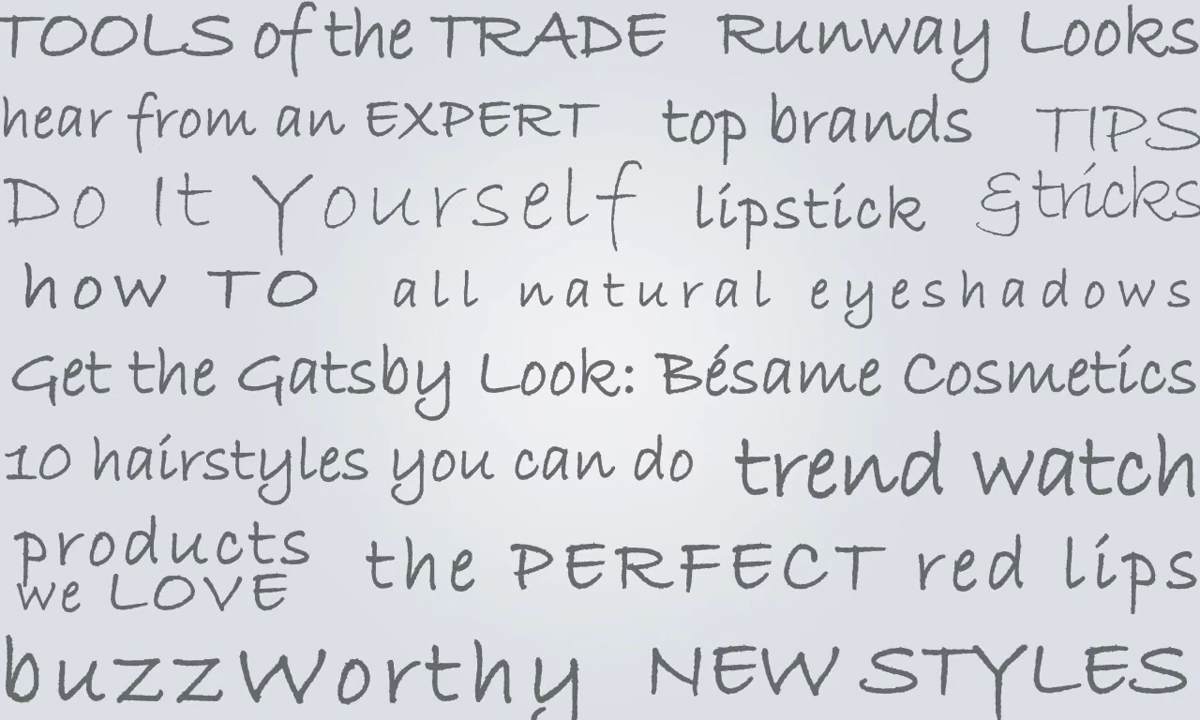 TOOLS of the TRADE Runway Looks
hear from an EXPERT top brands TIPS
Do It Yourself lipstick & tricks
how TO all natural eyeshadows
Get the Gatsby Look: Bésame Cosmetics
10 hairstyles you can do trend watch
products
we LOVE
the PERFECT red lips
buzzWorthy NEW STYLES